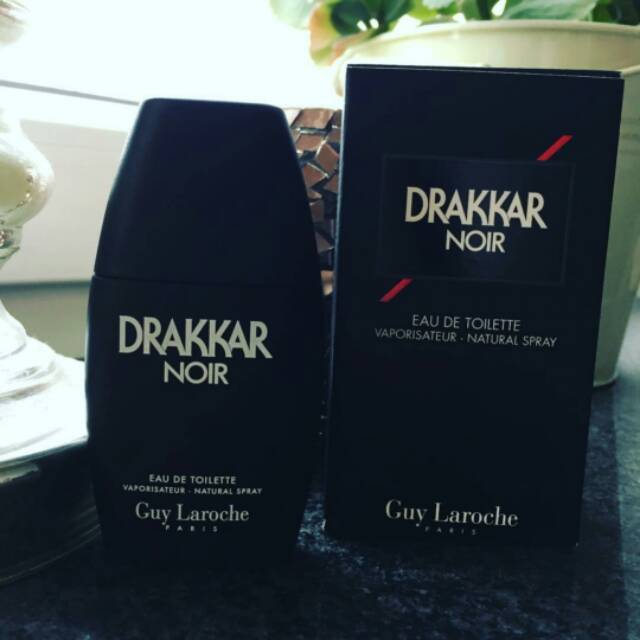 DRAKKAR
NOIR
EAU DE TOILETTE
VAPORISATEUR - NATURAL SPRAY
Guy Laroche
PARIS
DRAKKAR
NOIR
EAU DE TOILETTE
VAPORISATEUR - NATURAL SPRAY
Guy Laroche
PARIS